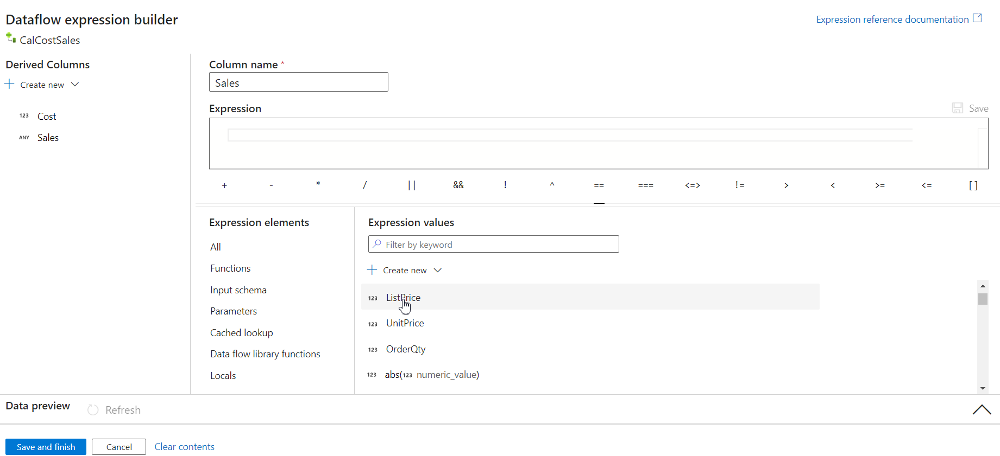 Dataflow expression builder
Expression reference documentation
CalCostSales
Derived Columns
Create new
123 Cost
ANY Sales
Column name *
Sales
Expression
Save
+ - * / || && ! ^ == === <=> != > < >= <= []
Expression elements
All
Functions
Input schema
Parameters
Cached lookup
Data flow library functions
Locals
Expression values
Filter by keyword
Create new
123 ListPrice
123 UnitPrice
123 OrderQty
123 abs(123 numeric_value)
Data preview
Refresh
Save and finish
Cancel
Clear contents